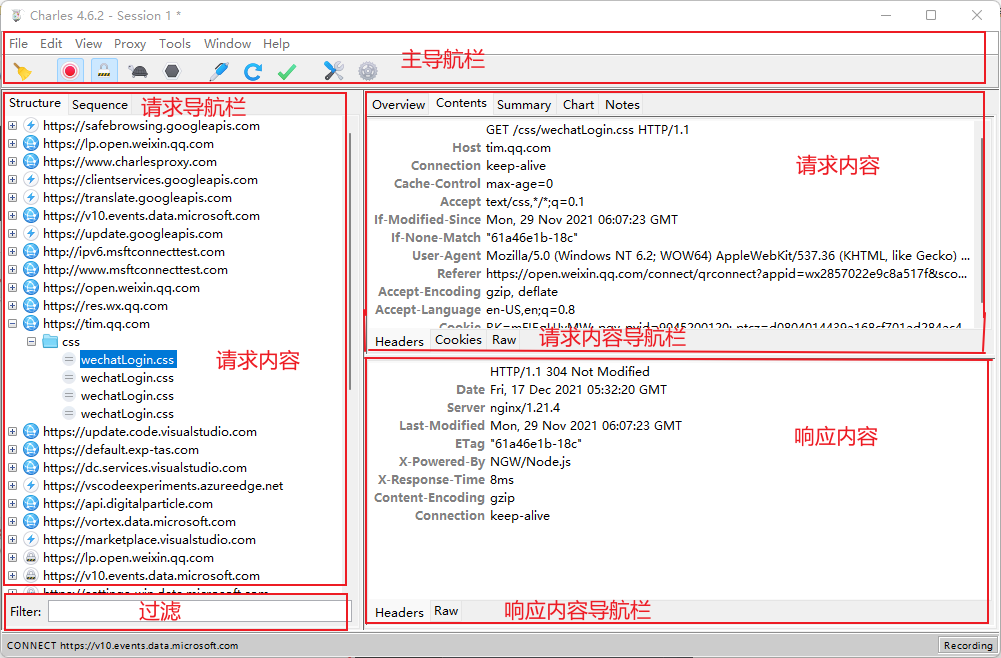 Charles 4.6.2 - Session 1 *
File Edit View Proxy Tools Window Help
主导航栏
Structure Sequence 请求导航栏
https://safebrowsing.googleapis.com
https://lp.open.weixin.qq.com
https://www.charlesproxy.com
https://clientservices.googleapis.com
https://translate.googleapis.com
https://v10.events.data.microsoft.com
https://update.googleapis.com
http://ipv6.msftconnecttest.com
http://www.msftconnecttest.com
https://open.weixin.qq.com
https://res.wx.qq.com
https://tim.qq.com
css
wechatLogin.css
请求内容
wechatLogin.css
wechatLogin.css
wechatLogin.css
https://update.code.visualstudio.com
https://default.exp-tas.com
https://dc.services.visualstudio.com
https://vscodeexperiments.azureedge.net
https://api.digitalparticle.com
https://vortex.data.microsoft.com
https://marketplace.visualstudio.com
https://lp.open.weixin.qq.com
https://v10.events.data.microsoft.com
https://settings-win.data.microsoft.com
Filter: 过滤
Overview Contents Summary Chart Notes
GET /css/wechatLogin.css HTTP/1.1
Host tim.qq.com
请求内容
Connection keep-alive
Cache-Control max-age=0
Accept text/css,*/*;q=0.1
If-Modified-Since Mon, 29 Nov 2021 06:07:23 GMT
If-None-Match "61a46e1b-18c"
User-Agent Mozilla/5.0 (Windows NT 6.2; WOW64) AppleWebKit/537.36 (KHTML, like Gecko) ...
Referer https://open.weixin.qq.com/connect/qrconnect?appid=wx2857022e9c8a517f&sco...
Accept-Encoding gzip, deflate
Accept-Language en-US,en;q=0.8
Cookie
Headers Cookies Raw 请求内容导航栏
HTTP/1.1 304 Not Modified
Date Fri, 17 Dec 2021 05:32:20 GMT
Server nginx/1.21.4
Last-Modified Mon, 29 Nov 2021 06:07:23 GMT
响应内容
ETag "61a46e1b-18c"
X-Powered-By NGW/Node.js
X-Response-Time 8ms
Content-Encoding gzip
Connection keep-alive
Headers Raw 响应内容导航栏
CONNECT https://v10.events.data.microsoft.com
Recording